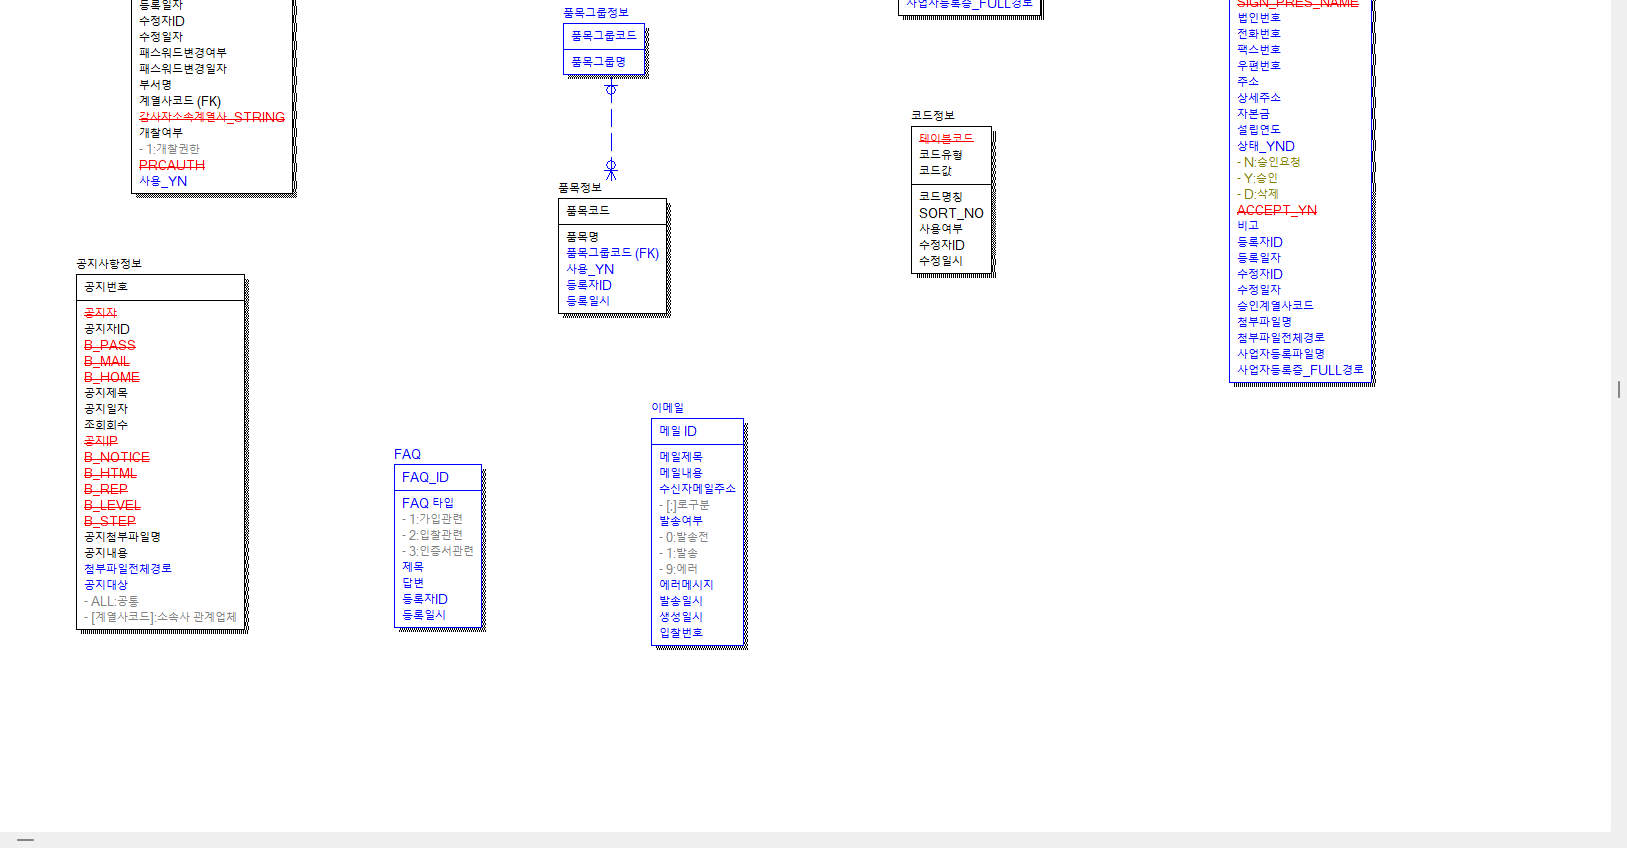 등록일자
수정자ID
수정일자
패스워드변경여부
패스워드변경일자
부서명
계열사코드 (FK)
감사자소속계열사_STRING
개찰여부
- 1:개찰권한
PRCAUTH
사용_YN
공지사항정보
공지번호
공지자
공지자ID
B_PASS
B_MAIL
B_HOME
공지제목
공지일자
조회회수
공지IP
B_NOTICE
B_HTML
B_REP
B_LEVEL
B_STEP
공지첨부파일명
공지내용
첨부파일전체경로
공지대상
- ALL:공통
- [계열사코드]:소속사 관계업체
품목그룹정보
품목그룹코드
품목그룹명
품목정보
품목코드
품목명
품목그룹코드 (FK)
사용_YN
등록자ID
등록일시
FAQ
FAQ_ID
FAQ 타입
- 1:가입관련
- 2:입찰관련
- 3:인증서관련
제목
답변
등록자ID
등록일시
이메일
메일 ID
메일제목
메일내용
수신자메일주소
- [;]로구분
발송여부
- 0:발송전
- 1:발송
- 9:에러
에러메시지
발송일시
생성일시
입찰번호
사업자등록증_FULL경로
코드정보
테이블코드
코드유형
코드값
코드명칭
SORT_NO
사용여부
수정자ID
수정일시
SIGN_PRES_NAME
법인번호
전화번호
팩스번호
우편번호
주소
상세주소
자본금
설립연도
상태_YND
- N:승인요청
- Y:승인
- D:삭제
ACCEPT_YN
비고
등록자ID
등록일자
수정자ID
수정일자
승인계열사코드
첨부파일명
첨부파일전체경로
사업자등록파일명
사업자등록증_FULL경로